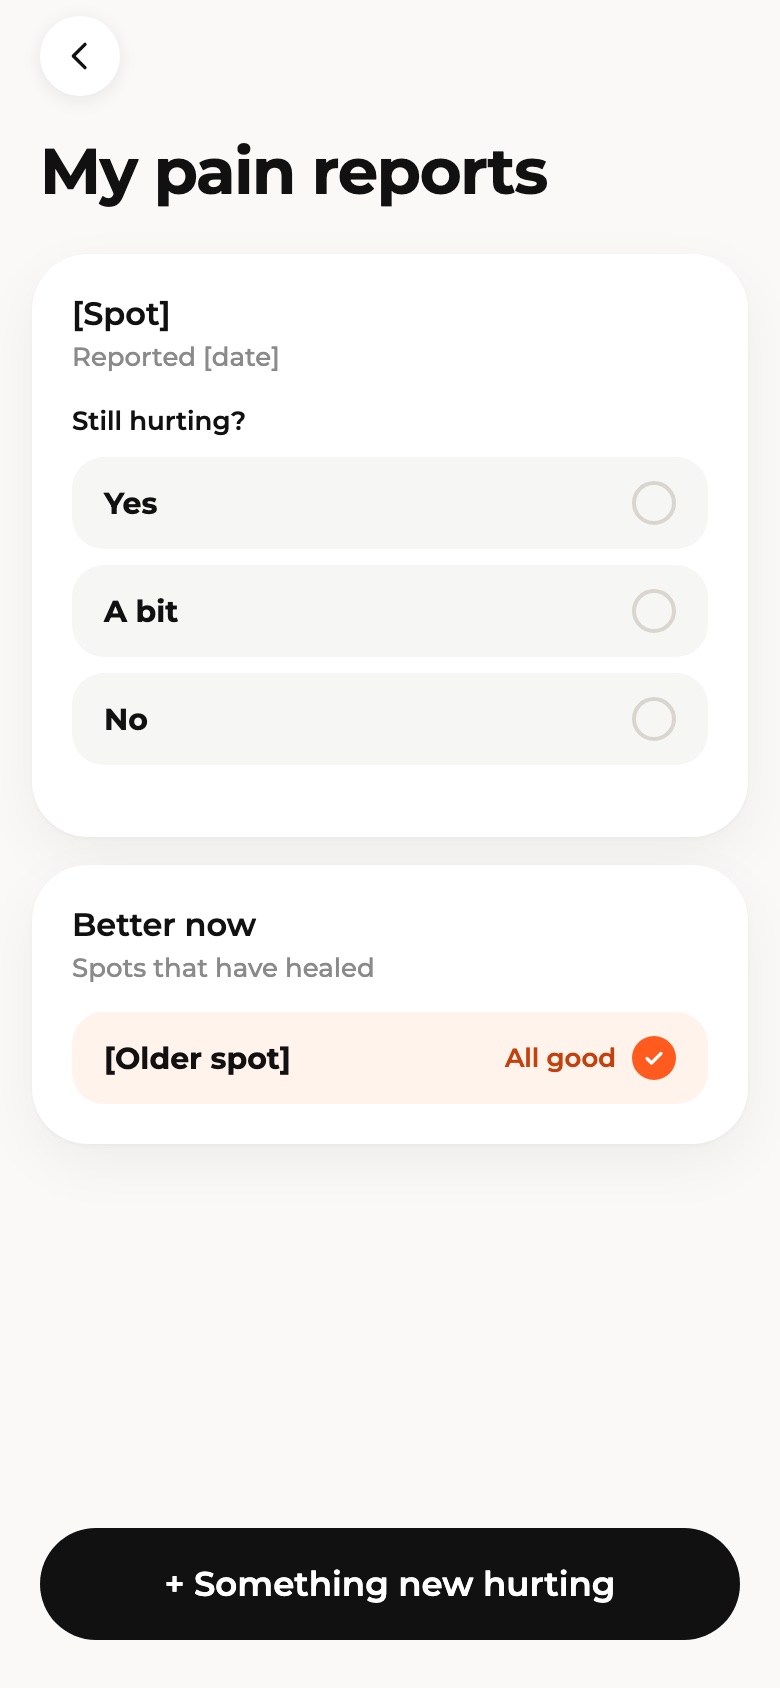 My pain reports
[Spot]
Reported [date]
Still hurting?
Yes
A bit
No
Better now
Spots that have healed
[Older spot] All good
+ Something new hurting